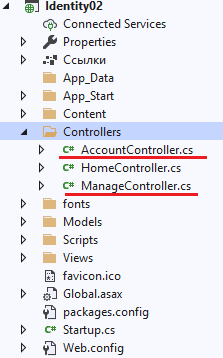 Identity02
Connected Services
Properties
Ссылки
App_Data
App_Start
Content
Controllers
C# AccountController.cs
C# HomeController.cs
C# ManageController.cs
fonts
Models
Scripts
Views
favicon.ico
Global.asax
packages.config
C# Startup.cs
Web.config